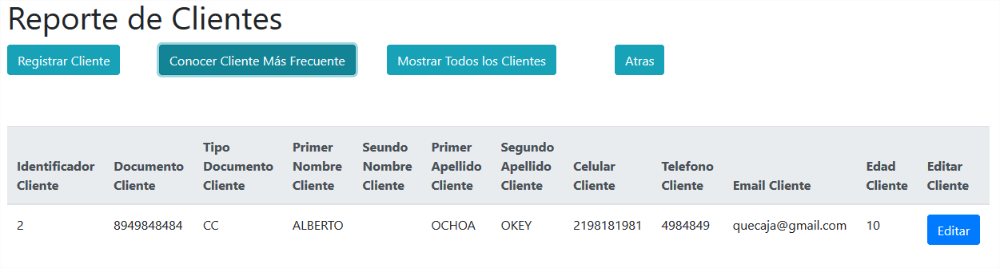 Reporte de Clientes
Registrar Cliente Conocer Cliente Más Frecuente Mostrar Todos los Clientes Atras
Identificador Cliente Documento Cliente Tipo Documento Cliente Primer Nombre Cliente Seundo Nombre Cliente Primer Apellido Cliente Segundo Apellido Cliente Celular Cliente Telefono Cliente Email Cliente Edad Cliente Editar Cliente
2 8949848484 CC ALBERTO OCHOA OKEY 2198181981 4984849 quecaja@gmail.com 10 Editar